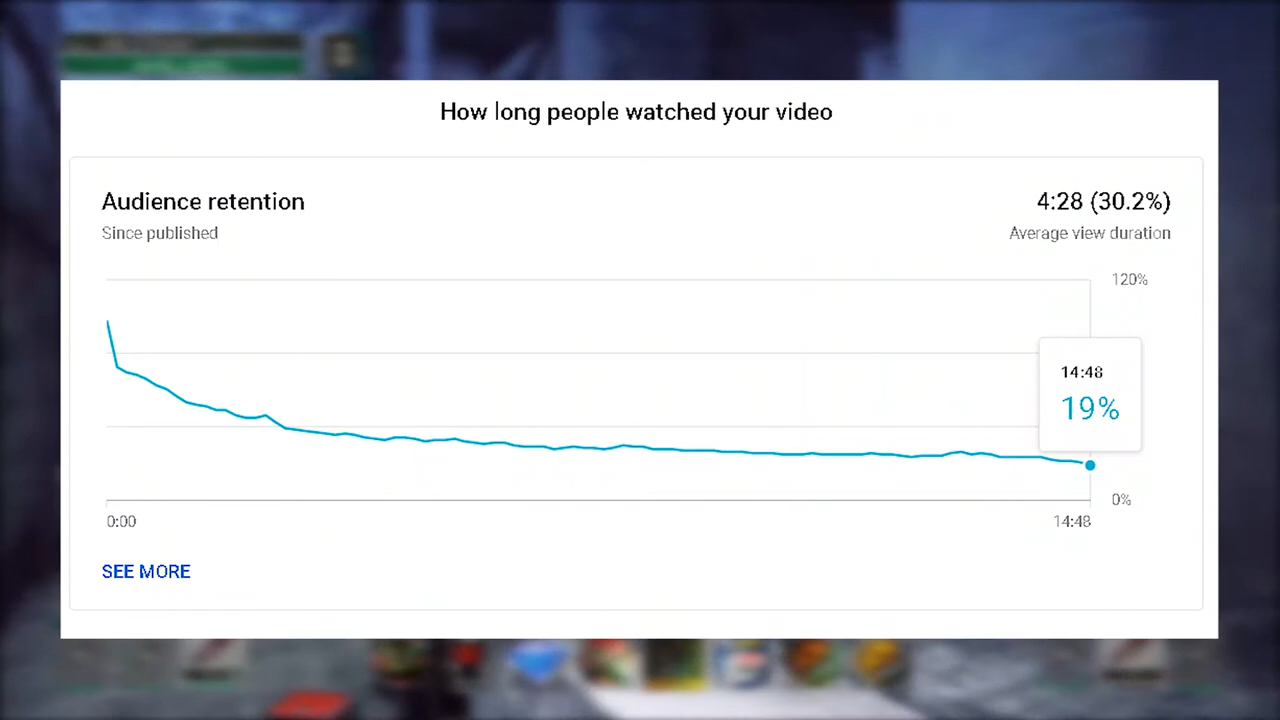 How long people watched your video
Audience retention
4:28 (30.2%)
Since published
Average view duration
120%
14:48
19%
0%
0:00
14:48
SEE MORE